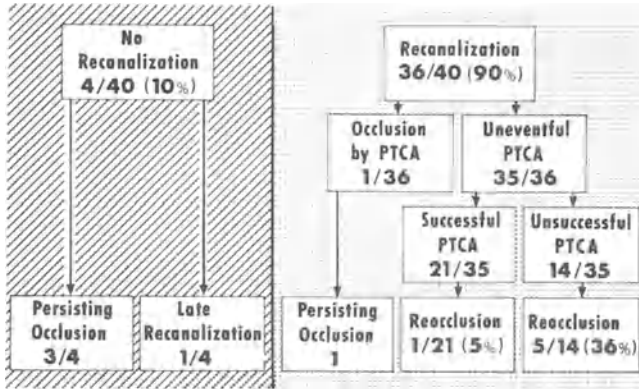 No
Recanalization
4/40 (10%)
Recanalization
36/40 (90%)
Occlusion
by PTCA
1/36
Uneventful
PTCA
35/36
Successful
PTCA
21/35
Unsuccessful
PTCA
14/35
Persisting
Occlusion
3/4
Late
Recanalization
1/4
Persisting
Occlusion
1
Reocclusion
1/21 (5%)
Reocclusion
5/14 (36%)